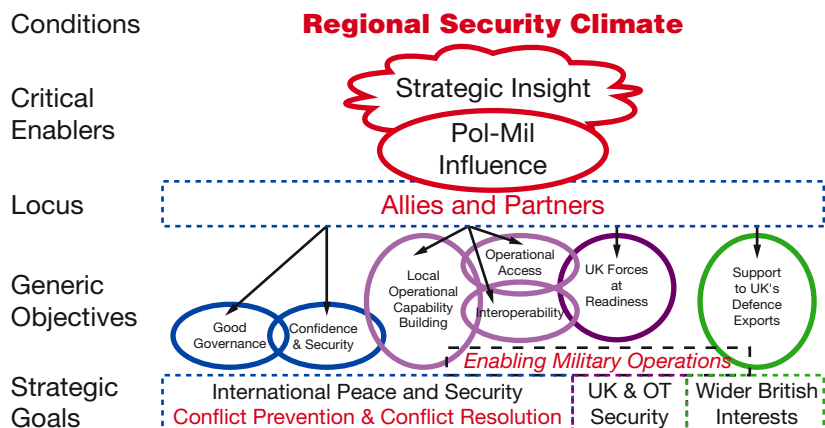 Conditions
Regional Security Climate
Critical
Enablers
Strategic Insight
Pol-Mil
Influence
Locus
Allies and Partners
Generic
Objectives
Good
Governance
Confidence
& Security
Local
Operational
Capability
Building
Operational
Access
Interoperability
UK Forces
at
Readiness
Support
to UK's
Defence
Exports
Enabling Military Operations
Strategic
Goals
International Peace and Security
Conflict Prevention & Conflict Resolution
UK & OT
Security
Wider British
Interests